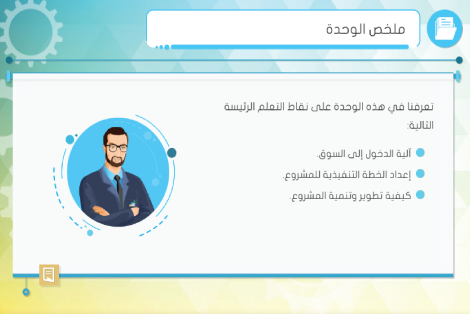 ملخص الوحدة
تعرفنا في هذه الوحدة على نقاط التعلم الرئيسة
التالية:
آلية الدخول إلى السوق.
إعداد الخطة التنفيذية للمشروع.
كيفية تطوير وتنمية المشروع.